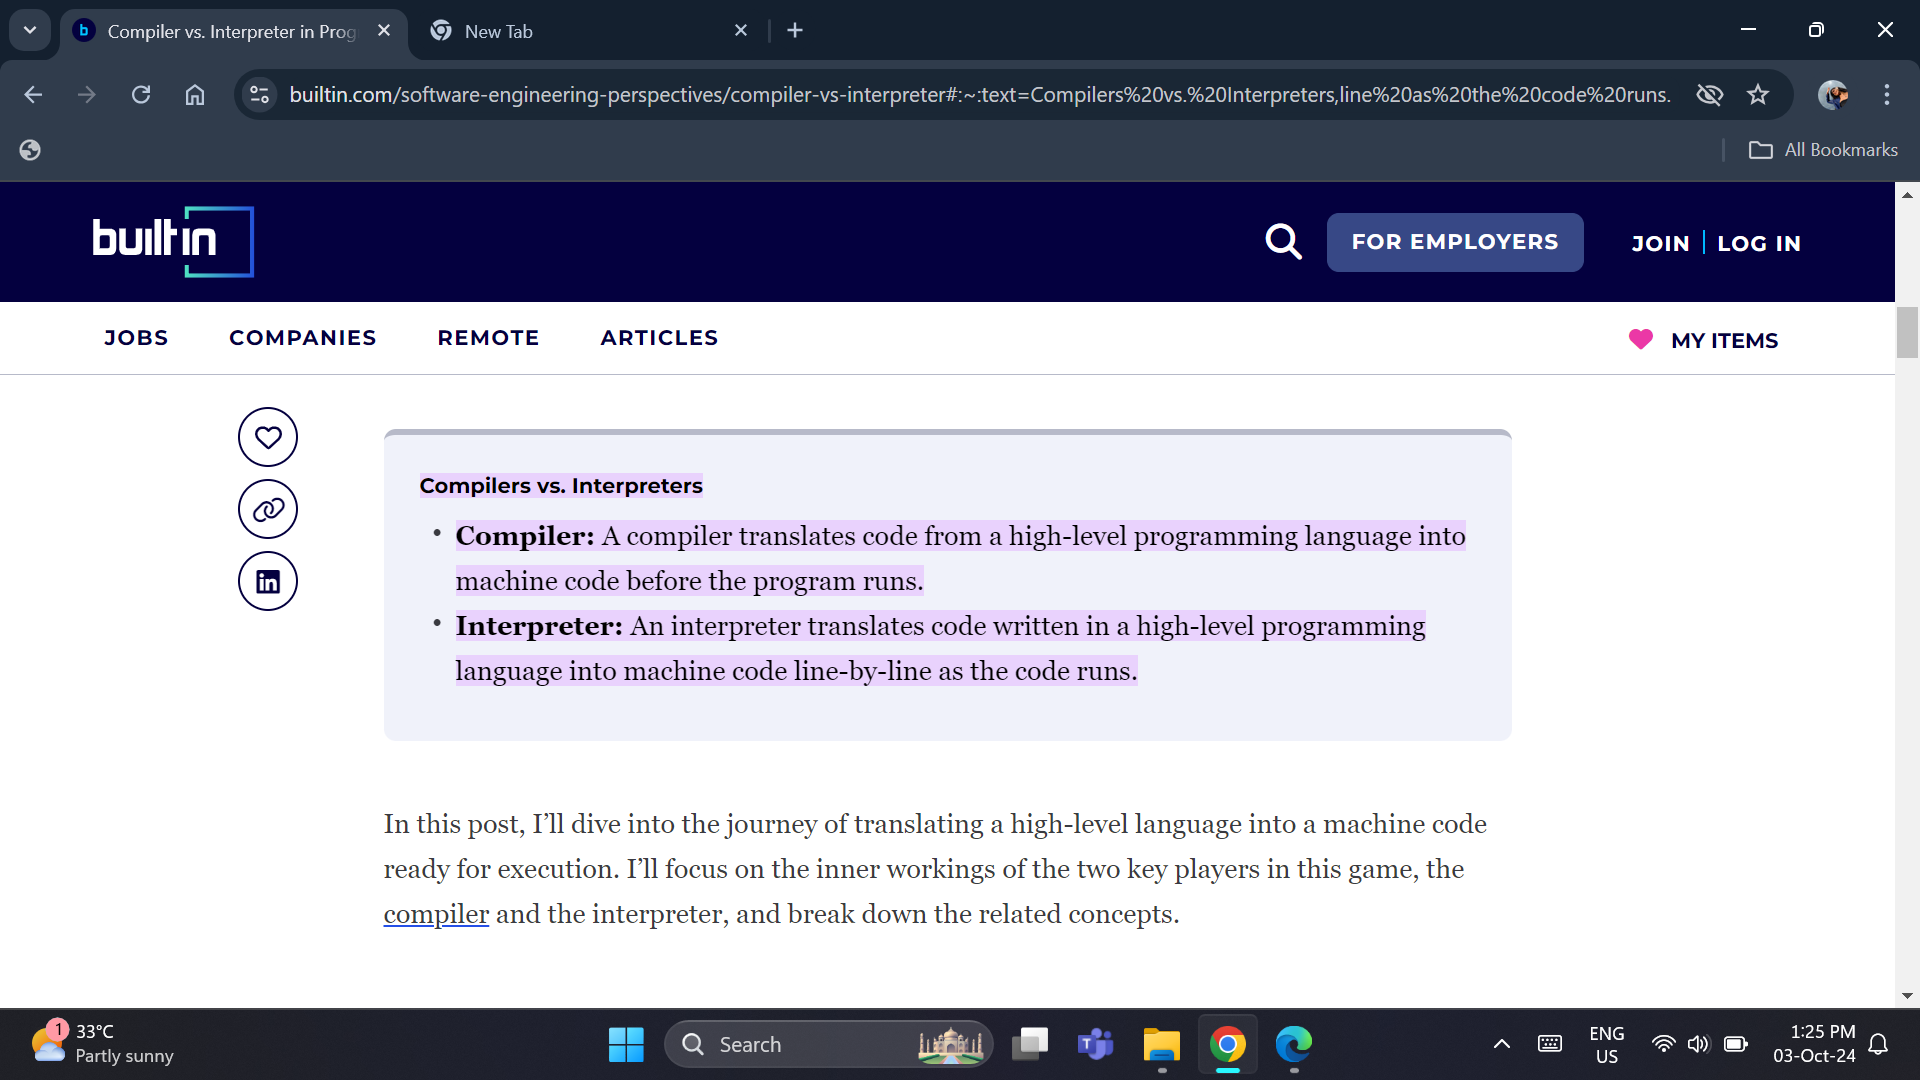 Compiler vs. Interpreter in Prog
New Tab
builtin.com/software-engineering-perspectives/compiler-vs-interpreter#:~:text=Compilers%20vs.%20Interpreters,line%20as%20the%20code%20runs.
All Bookmarks
builtin
FOR EMPLOYERS
JOIN
LOG IN
JOBS
COMPANIES
REMOTE
ARTICLES
MY ITEMS
Compilers vs. Interpreters
• Compiler: A compiler translates code from a high-level programming language into
machine code before the program runs.
• Interpreter: An interpreter translates code written in a high-level programming
language into machine code line-by-line as the code runs.
In this post, I’ll dive into the journey of translating a high-level language into a machine code
ready for execution. I’ll focus on the inner workings of the two key players in this game, the
compiler and the interpreter, and break down the related concepts.
1
33°C
Partly sunny
Search
ENG
US
1:25 PM
03-Oct-24